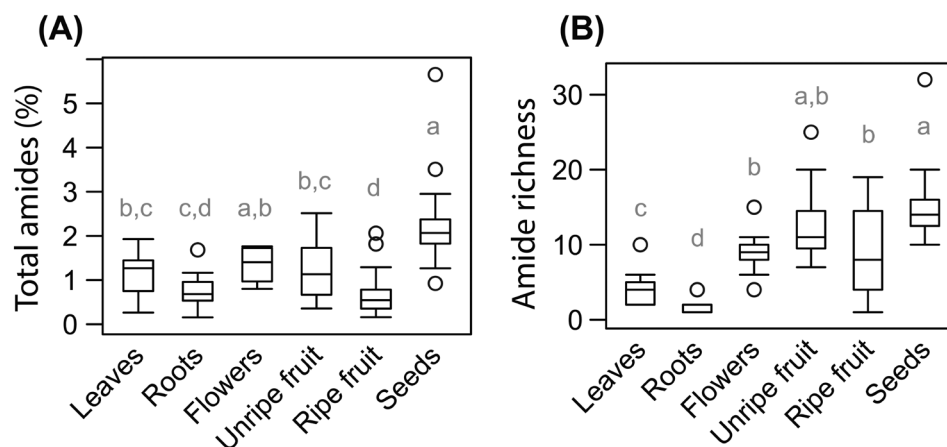 (A)
Total amides (%)
5
4
3
2
1
0
b,c
c,d
a,b
b,c
d
a
Leaves
Roots
Flowers
Unripe fruit
Ripe fruit
Seeds
(B)
Amide richness
30
20
10
0
c
d
b
a,b
b
a
Leaves
Roots
Flowers
Unripe fruit
Ripe fruit
Seeds